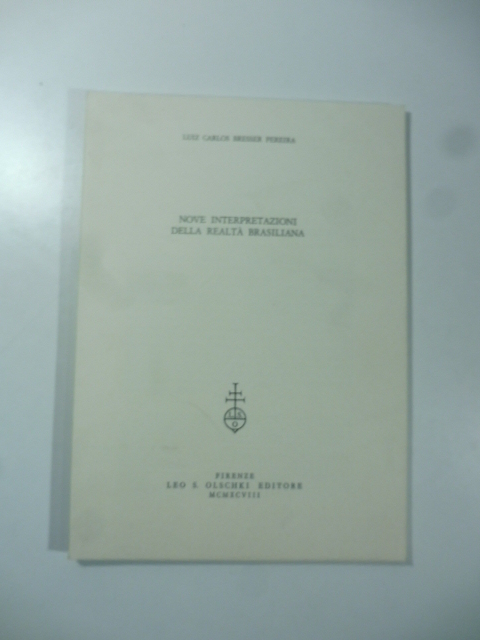 LUIZ CARLOS BRESSER PEREIRA
NOVE INTERPRETAZIONI
DELLA REALTÀ BRASILIANA
L S
O
FIRENZE
LEO S. OLSCHKI EDITORE
MCMXCVIII